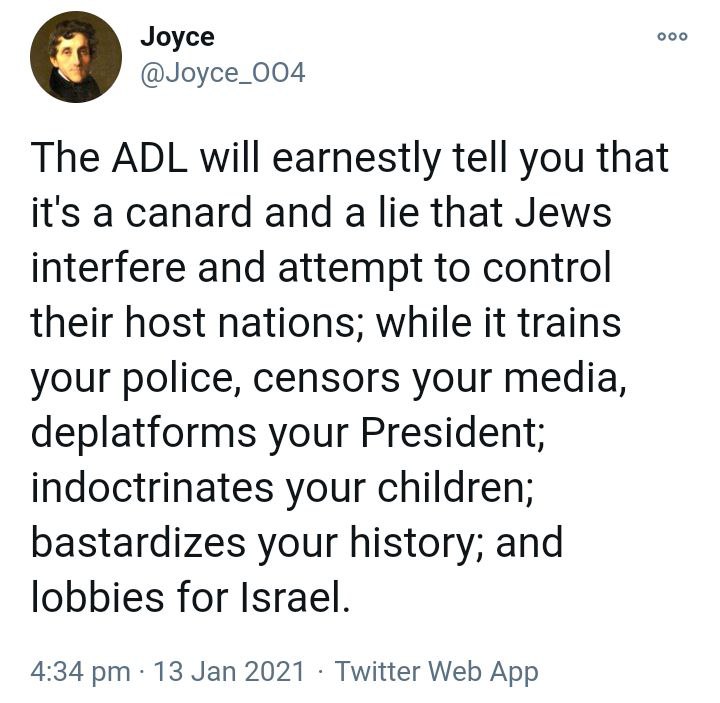 Joyce
@Joyce_OO4
The ADL will earnestly tell you that
it's a canard and a lie that Jews
interfere and attempt to control
their host nations; while it trains
your police, censors your media,
deplatforms your President;
indoctrinates your children;
bastardizes your history; and
lobbies for Israel.
4:34 pm · 13 Jan 2021 · Twitter Web App